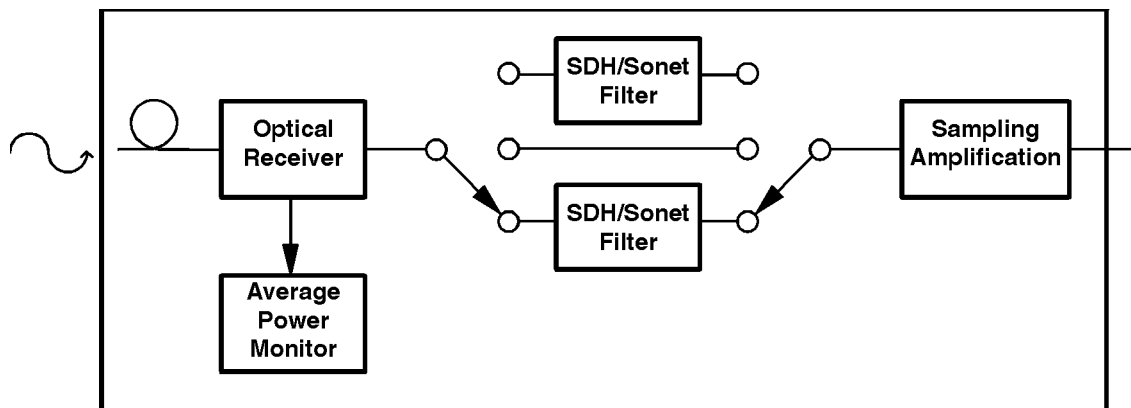 SDH/Sonet
Filter
Optical
Receiver
Sampling
Amplification
SDH/Sonet
Filter
Average
Power
Monitor